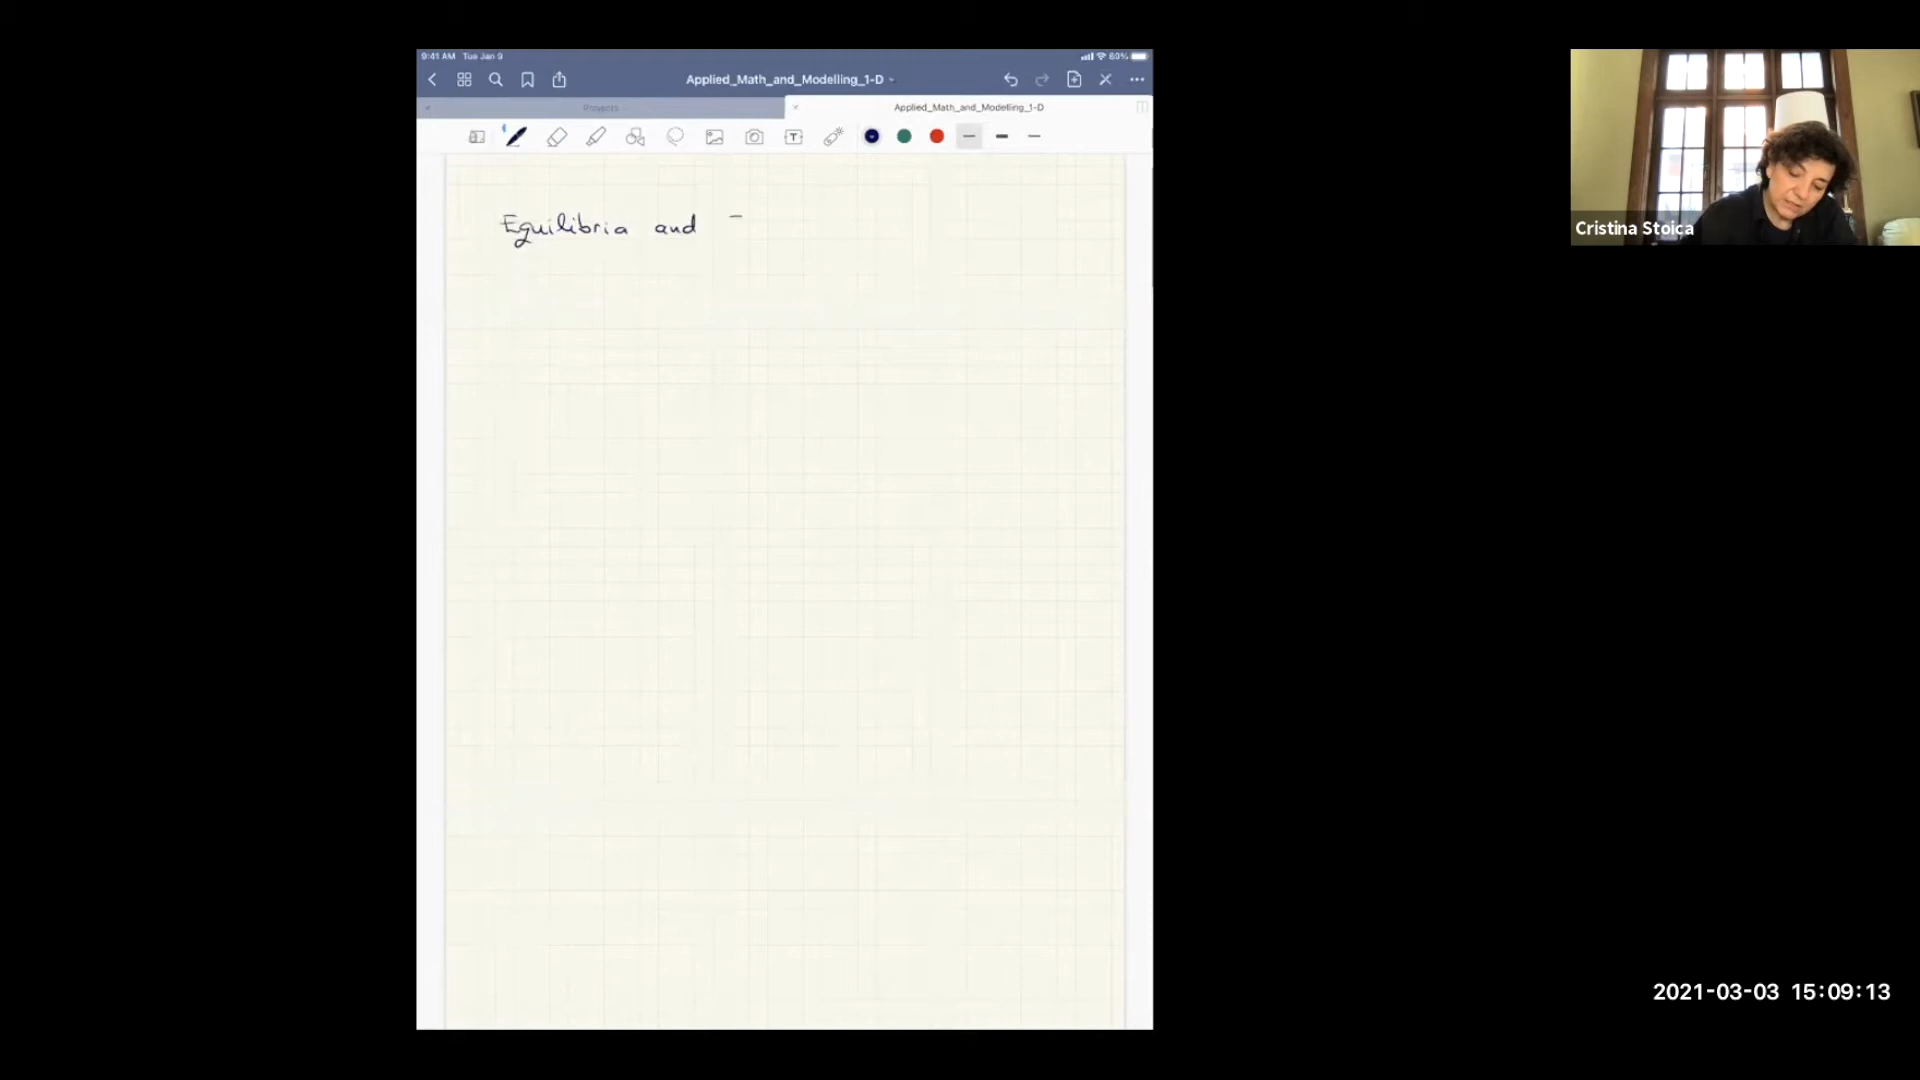 9:41 AM Tue Jan 9
60%
Applied_Math_and_Modelling_1-D
Projects
Applied_Math_and_Modelling_1-D
Equilibria and
Cristina Stoica
2021-03-03 15:09:13